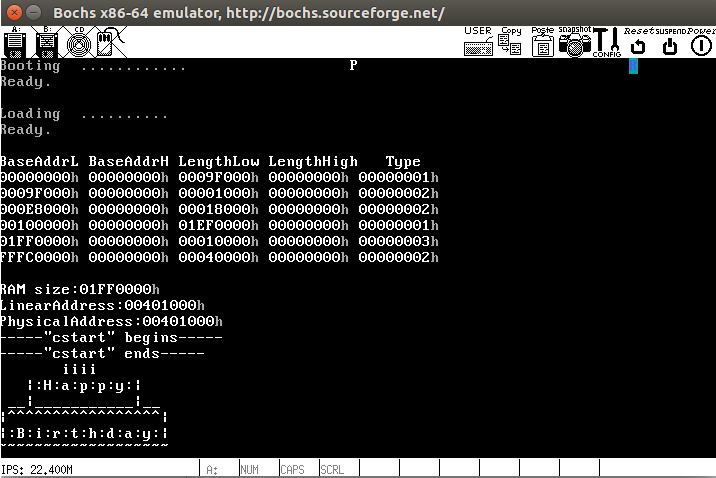 Bochs x86-64 emulator, http://bochs.sourceforge.net/
A: B: CD USER Copy Paste snapshot CONFIG Reset SUSPEND Power
Booting ............ P
Ready.
Loading ..........
Ready.
BaseAddrL BaseAddrH LengthLow LengthHigh Type
00000000h 00000000h 0009F000h 00000000h 00000001h
0009F000h 00000000h 00001000h 00000000h 00000002h
000E8000h 00000000h 00018000h 00000000h 00000002h
00100000h 00000000h 01EF0000h 00000000h 00000001h
01FF0000h 00000000h 00010000h 00000000h 00000003h
FFFC0000h 00000000h 00040000h 00000000h 00000002h
RAM size:01FF0000h
LinearAddress:00401000h
PhysicalAddress:00401000h
-----"cstart" begins-----
-----"cstart" ends-----
iiii
|:H:a:p:p:y:|
__|___________|__
|^^^^^^^^^^^^^^^^^|
|:B:i:r:t:h:d:a:y:|
~~~~~~~~~~~~~~~~~~~
IPS: 22.400M A: NUM CAPS SCRL